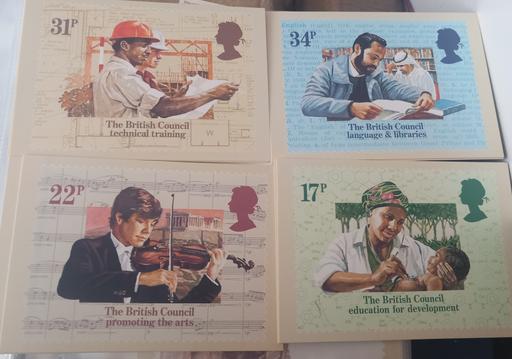 31P
The British Council
technical training
34P
The British Council
language & libraries
22P
The British Council
promoting the arts
17P
The British Council
education for development